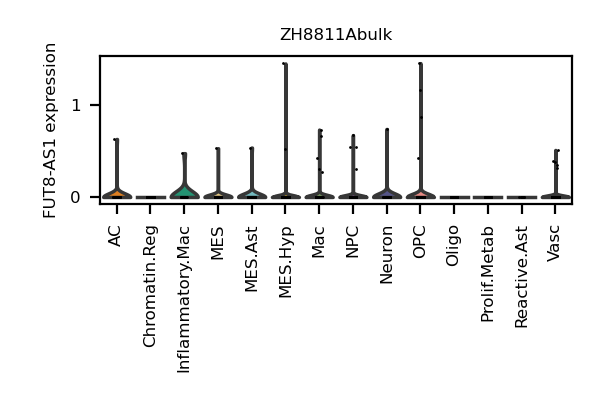 ZH8811Abulk
FUT8-AS1 expression
1
0
AC
Chromatin.Reg
Inflammatory.Mac
MES
MES.Ast
MES.Hyp
Mac
NPC
Neuron
OPC
Oligo
Prolif.Metab
Reactive.Ast
Vasc